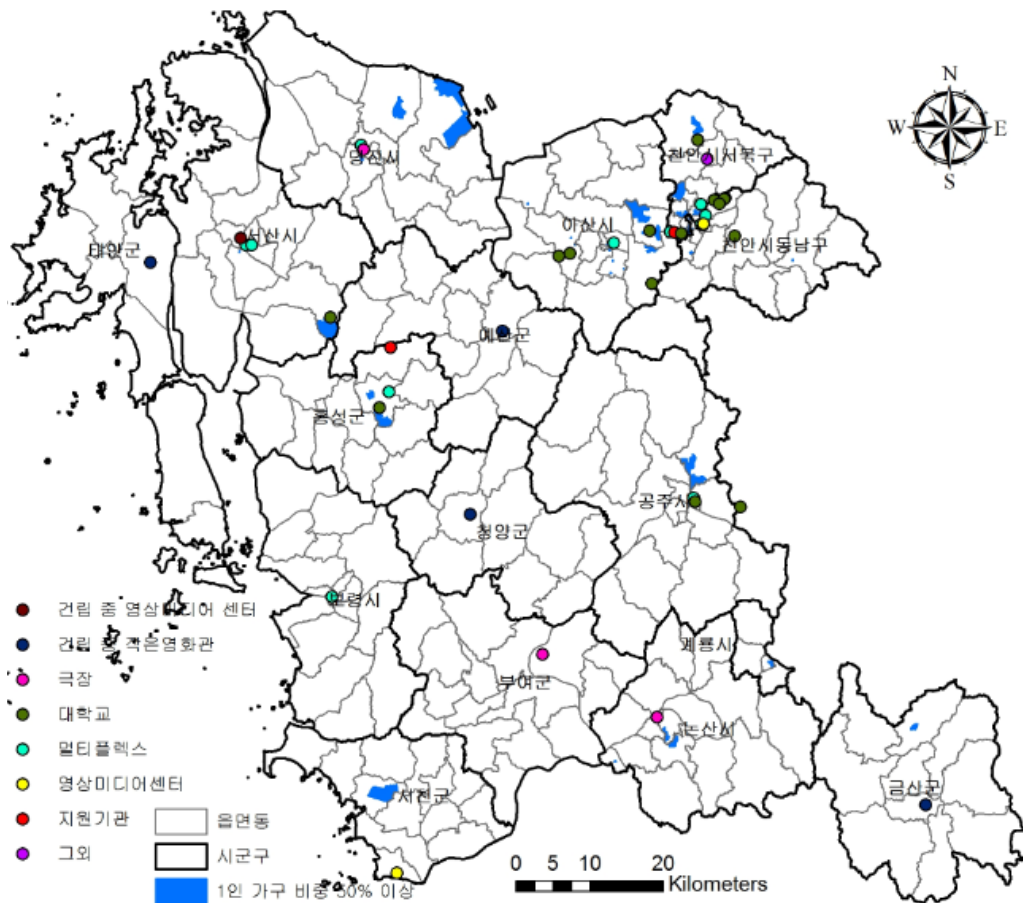 N
W
E
S
당진시
천안시서북구
아산시
천안시동남구
서산시
태안군
예산군
홍성군
공주시
청양군
보령시
계룡시
부여군
논산시
서천군
금산군
건립 중 영상미디어 센터
건립 중 작은영화관
극장
대학교
멀티플렉스
영상미디어센터
지원기관
그외
읍면동
시군구
1인 가구 비중 50% 이상
0 5 10 20
Kilometers